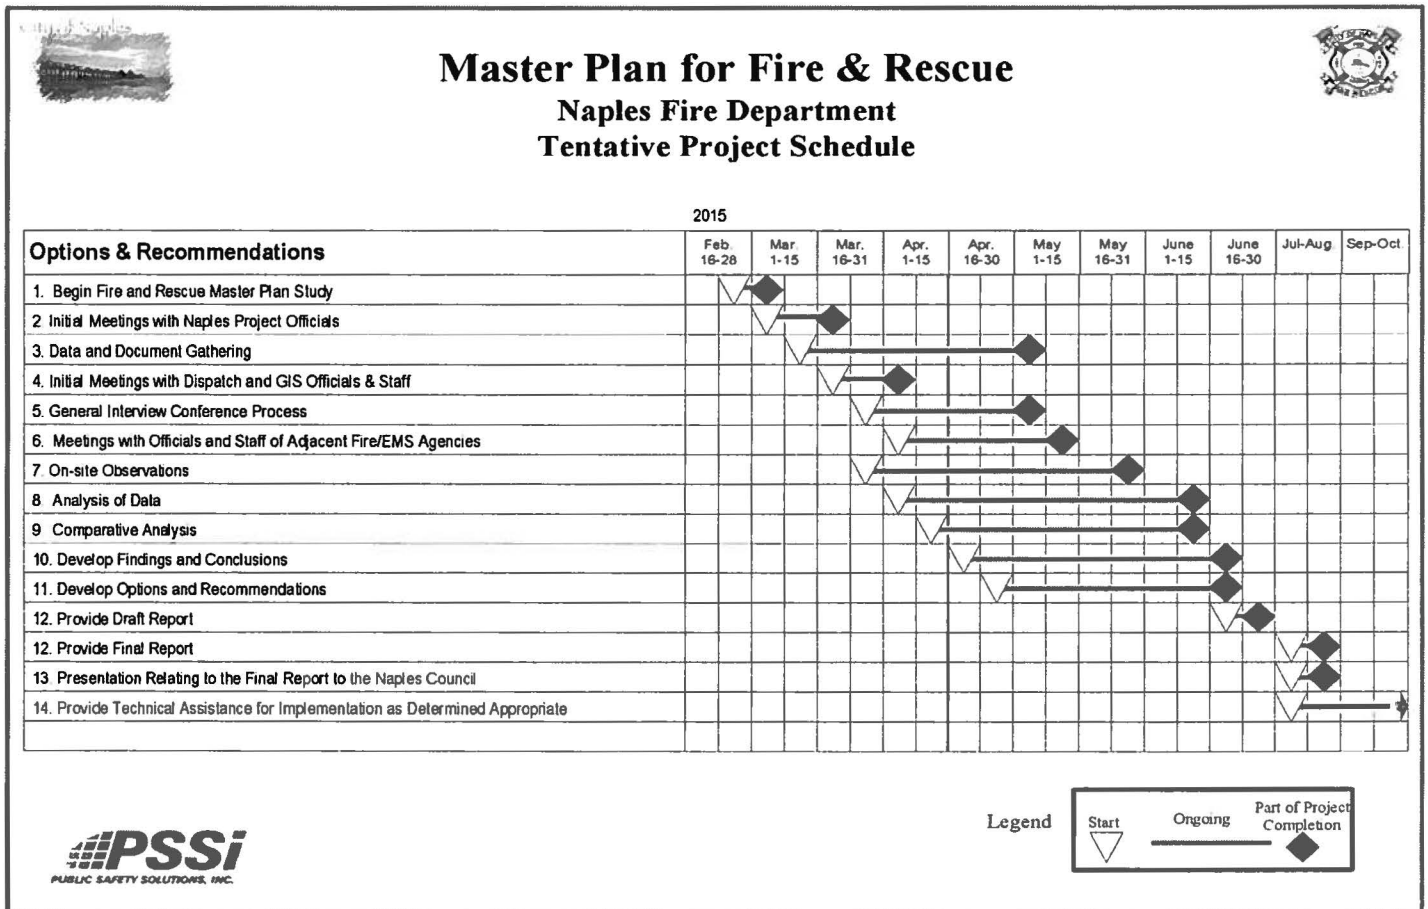 Master Plan for Fire & Rescue
Naples Fire Department
Tentative Project Schedule
2015
Options & Recommendations
Feb. 16-28
Mar. 1-15
Mar. 16-31
Apr. 1-15
Apr. 16-30
May 1-15
May 16-31
June 1-15
June 16-30
Jul-Aug.
Sep-Oct.
1. Begin Fire and Rescue Master Plan Study
2. Initial Meetings with Naples Project Officials
3. Data and Document Gathering
4. Initial Meetings with Dispatch and GIS Officials & Staff
5. General Interview Conference Process
6. Meetings with Officials and Staff of Adjacent Fire/EMS Agencies
7. On-site Observations
8. Analysis of Data
9. Comparative Analysis
10. Develop Findings and Conclusions
11. Develop Options and Recommendations
12. Provide Draft Report
12. Provide Final Report
13. Presentation Relating to the Final Report to the Naples Council
14. Provide Technical Assistance for Implementation as Determined Appropriate
Legend
Start
Ongoing
Part of Project
Completion
PSSi
PUBLIC SAFETY SOLUTIONS, INC.